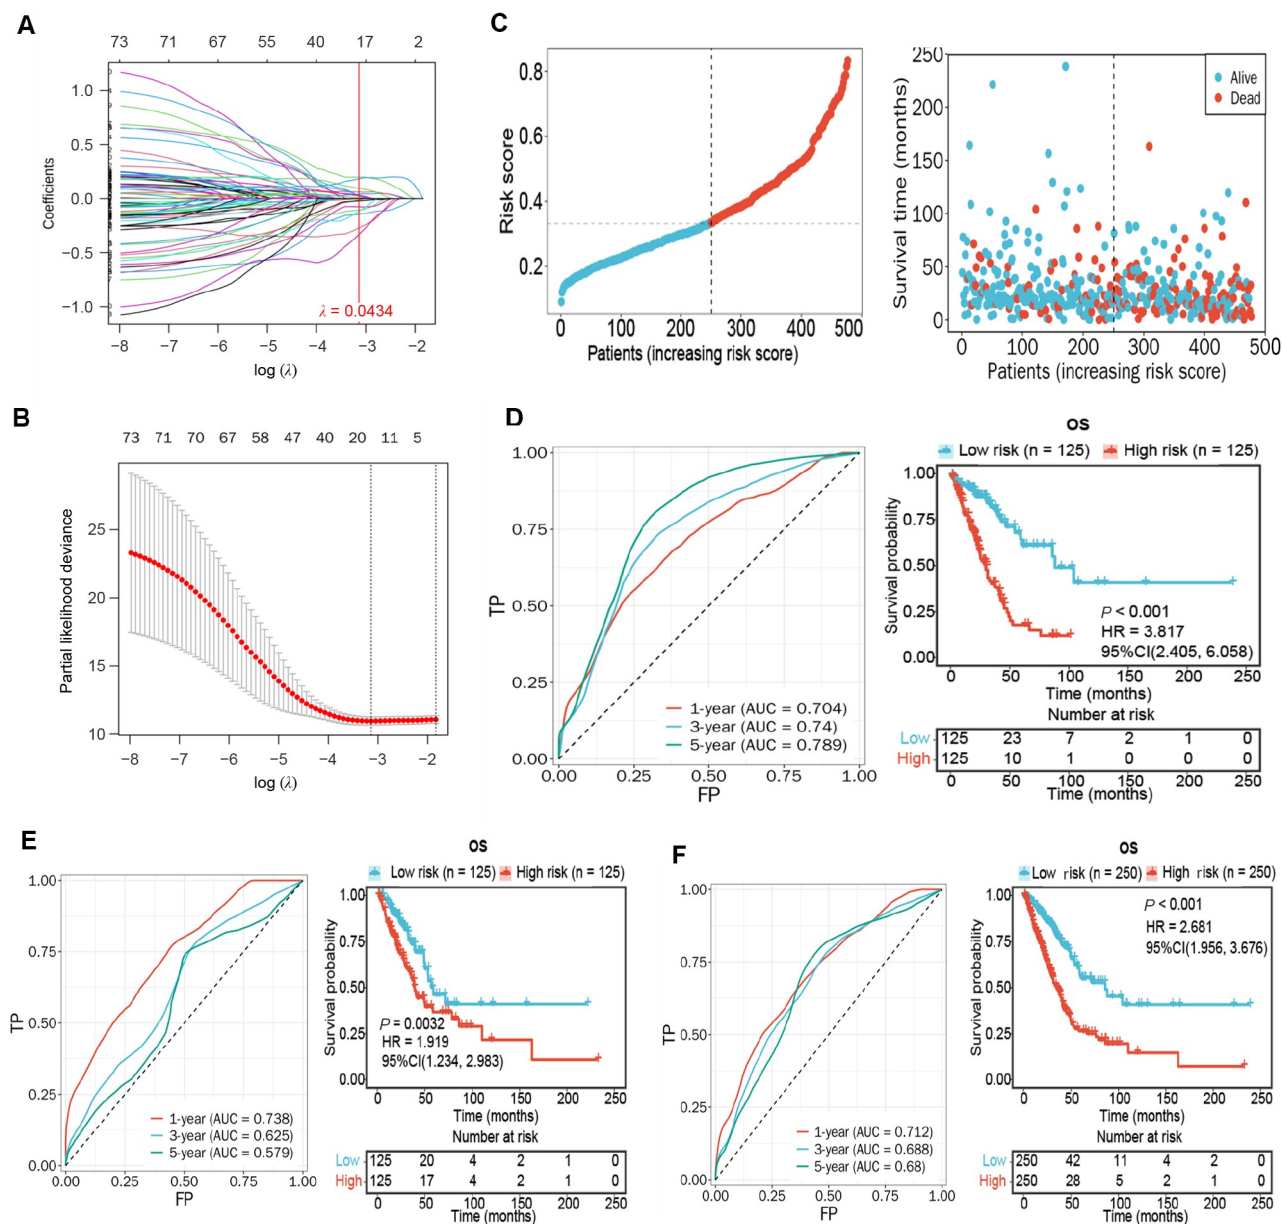 A
73 71 67 55 40 17 2
Coefficients
1.0
0.5
0.0
−0.5
−1.0
λ = 0.0434
−8 −7 −6 −5 −4 −3 −2
log (λ)
C
Risk score
0.8
0.6
0.4
0.2
0 100 200 300 400 500
Patients (increasing risk score)
Survival time (months)
250
200
150
100
50
0
Alive
Dead
0 100 200 300 400 500
Patients (increasing risk score)
B
73 71 70 67 58 47 40 20 11 5
Partial likelihood deviance
25
20
15
10
−8 −7 −6 −5 −4 −3 −2
log (λ)
D
TP
1.00
0.75
0.50
0.25
0.00
1-year (AUC = 0.704)
3-year (AUC = 0.74)
5-year (AUC = 0.789)
0.00 0.25 0.50 0.75 1.00
FP
OS
Low risk (n = 125) High risk (n = 125)
Survival probability
1.00
0.75
0.50
0.25
0.00
P < 0.001
HR = 3.817
95%CI(2.405, 6.058)
0 50 100 150 200 250
Time (months)
Number at risk
Low 125 23 7 2 1 0
High 125 10 1 0 0 0
0 50 100 150 200 250
Time (months)
E
TP
1.00
0.75
0.50
0.25
0.00
1-year (AUC = 0.738)
3-year (AUC = 0.625)
5-year (AUC = 0.579)
0.00 0.25 0.50 0.75 1.00
FP
OS
Low risk (n = 125) High risk (n = 125)
Survival probability
1.00
0.75
0.50
0.25
0.00
P = 0.0032
HR = 1.919
95%CI(1.234, 2.983)
0 50 100 150 200 250
Time (months)
Number at risk
Low 125 20 4 2 1 0
High 125 17 4 2 1 0
0 50 100 150 200 250
Time (months)
F
TP
1.00
0.75
0.50
0.25
0.00
1-year (AUC = 0.712)
3-year (AUC = 0.688)
5-year (AUC = 0.68)
0.00 0.25 0.50 0.75 1.00
FP
OS
Low risk (n = 250) High risk (n = 250)
Survival probability
1.00
0.75
0.50
0.25
0.00
P < 0.001
HR = 2.681
95%CI(1.956, 3.676)
0 50 100 150 200 250
Time (months)
Number at risk
Low 250 42 11 4 2 0
High 250 28 5 2 1 0
0 50 100 150 200 250
Time (months)